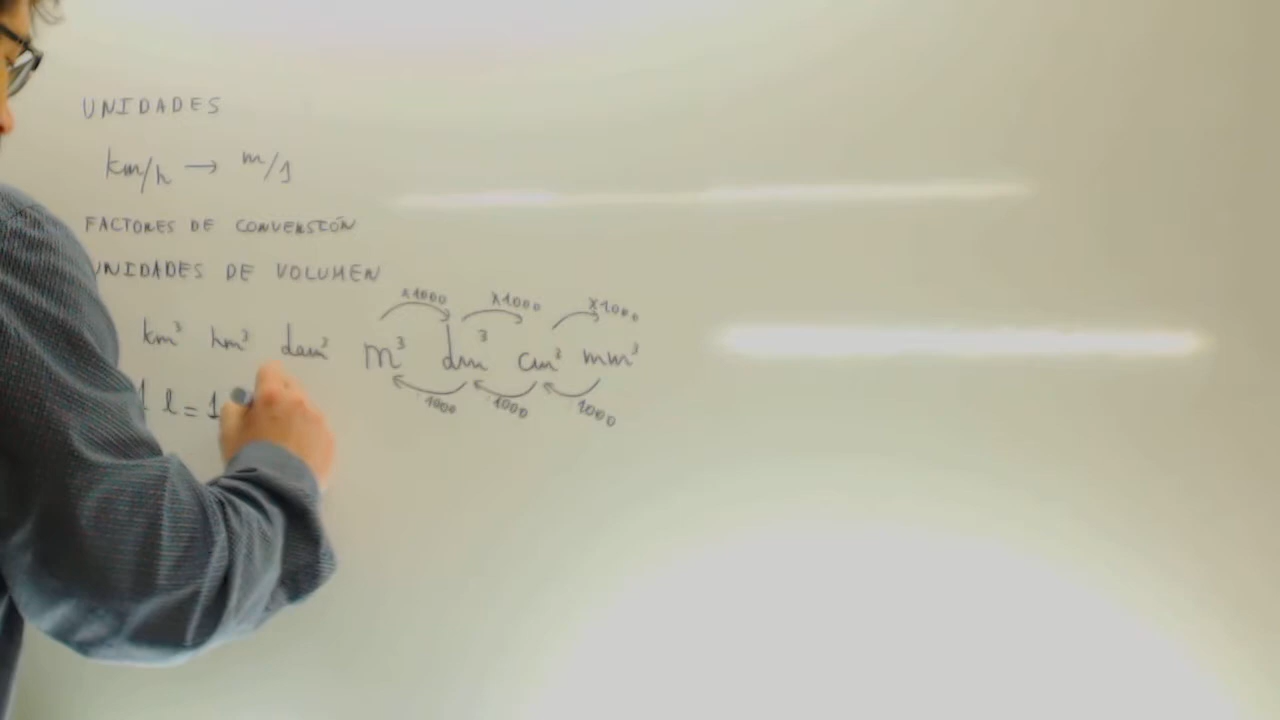 UNIDADES
km/h → m/s
FACTORES DE CONVERSIÓN
UNIDADES DE VOLUMEN
x1000 x1000 x1000
km³ hm³ dam³ m³ dm³ cm³ mm³
1000 1000 1000
1 l = 1